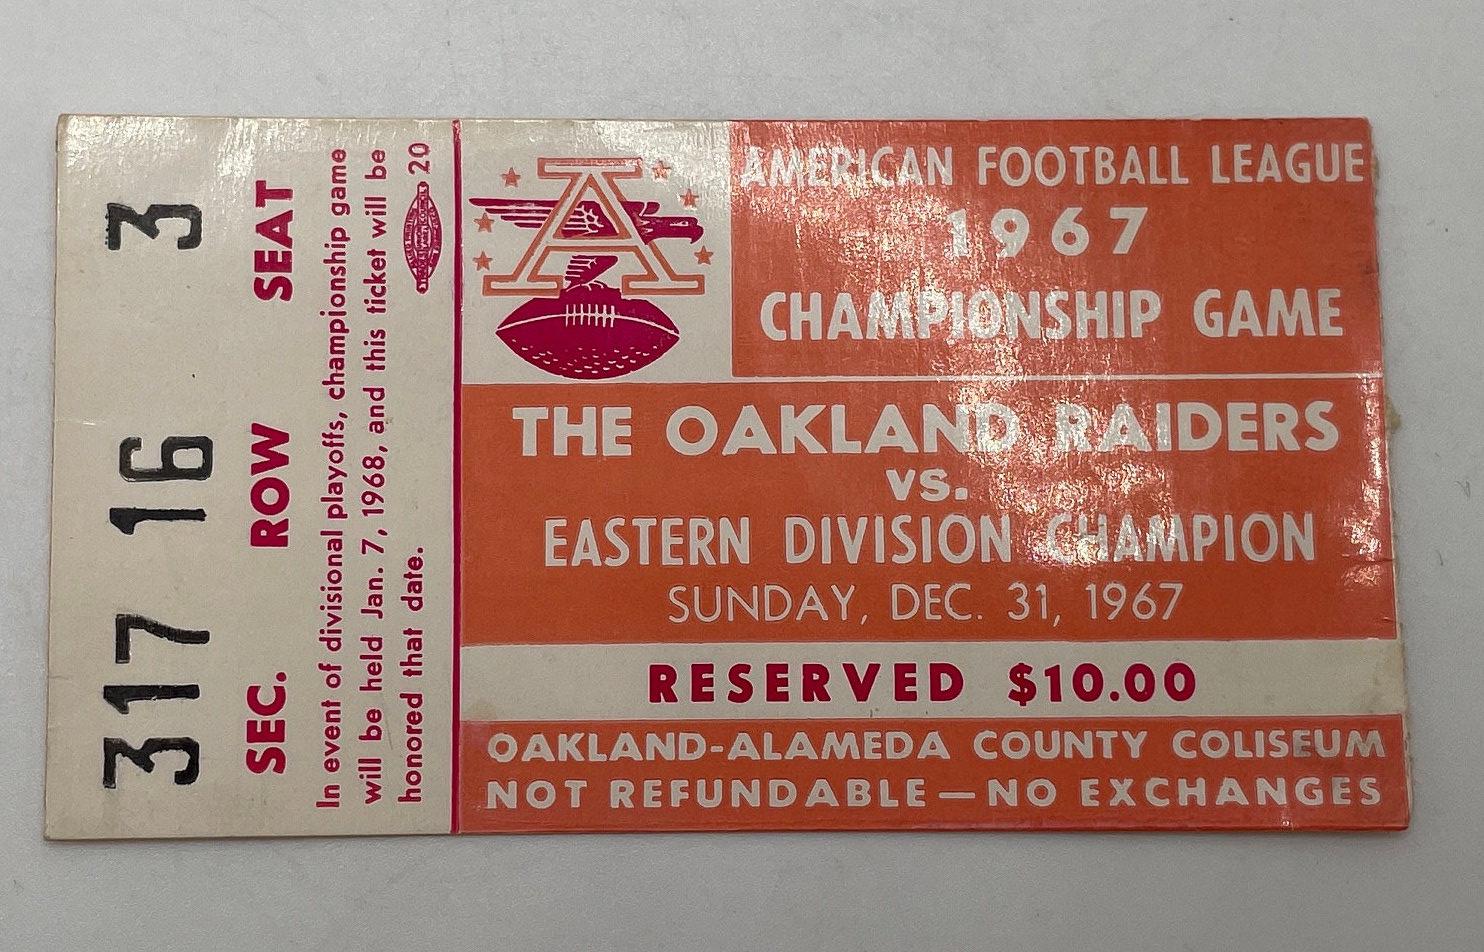 3
16
317
SEAT
ROW
SEC.
In event of divisional playoffs, championship game
will be held Jan. 7, 1968, and this ticket will be
honored that date.
20
A
AMERICAN FOOTBALL LEAGUE
1967
CHAMPIONSHIP GAME
THE OAKLAND RAIDERS
VS.
EASTERN DIVISION CHAMPION
SUNDAY, DEC. 31, 1967
RESERVED $10.00
OAKLAND-ALAMEDA COUNTY COLISEUM
NOT REFUNDABLE—NO EXCHANGES